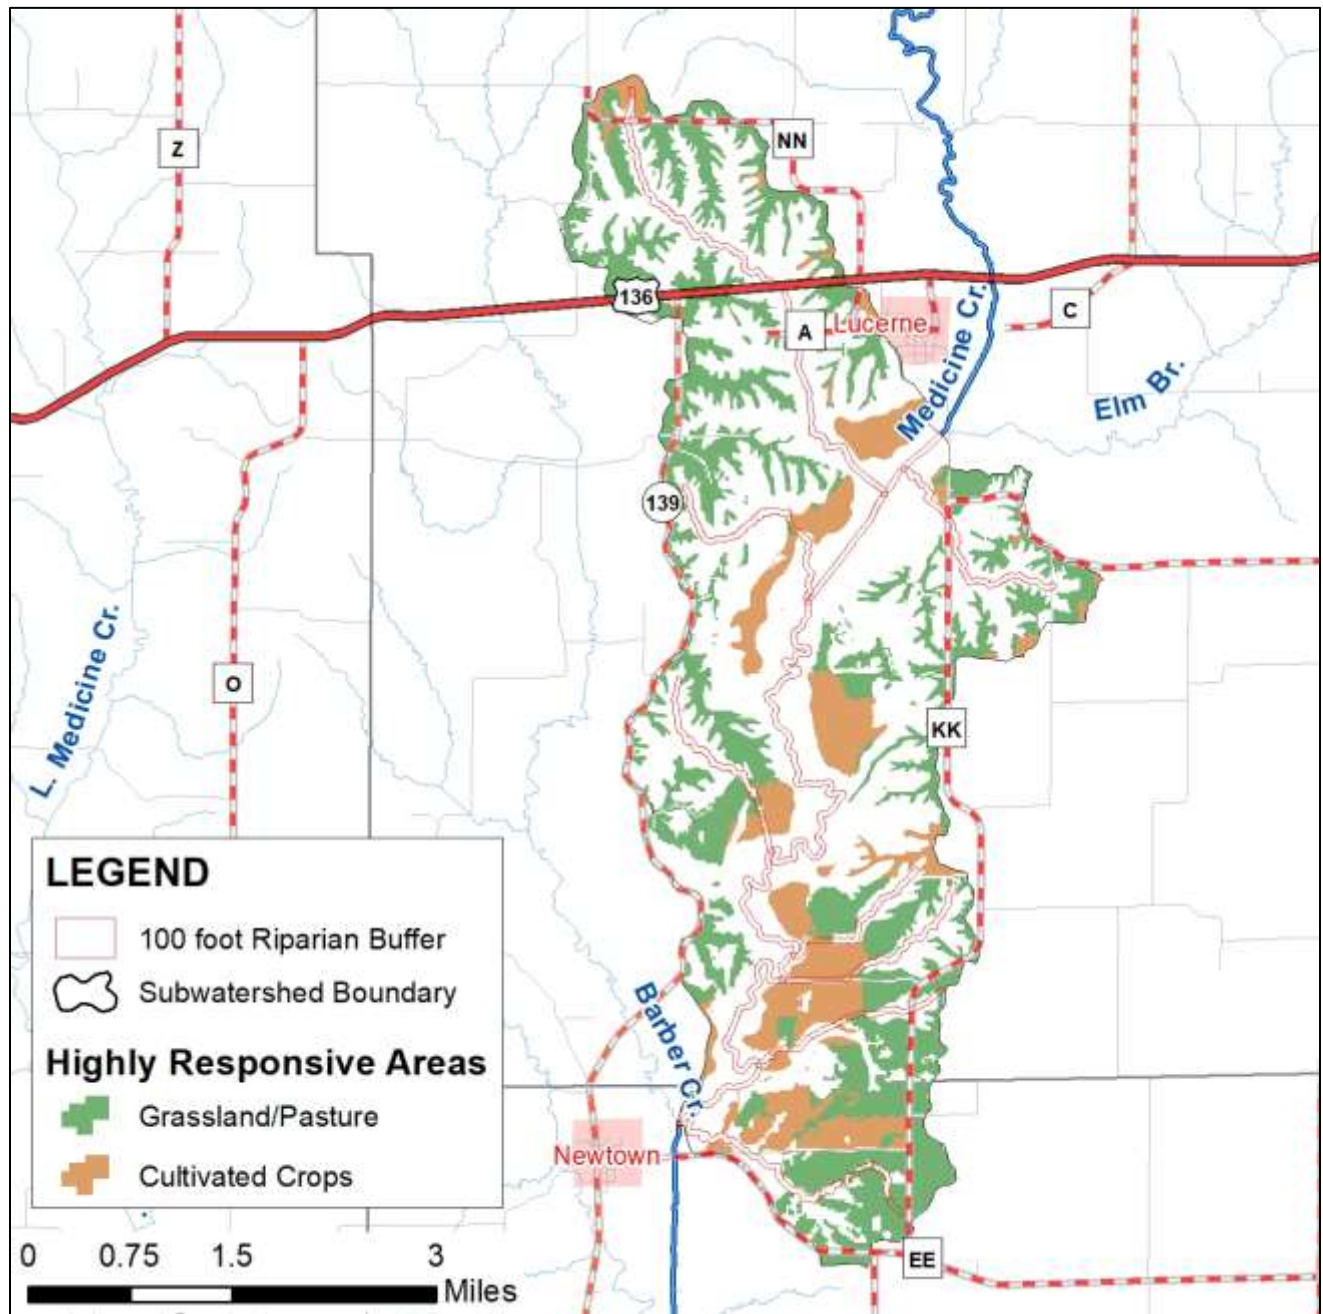 NN
Z
136
C
A
Lucerne
Medicine Cr.
Elm Br.
139
L. Medicine Cr.
O
KK
LEGEND
100 foot Riparian Buffer
Subwatershed Boundary
Highly Responsive Areas
Grassland/Pasture
Cultivated Crops
Barber Cr.
Newtown
EE
0 0.75 1.5 3
Miles